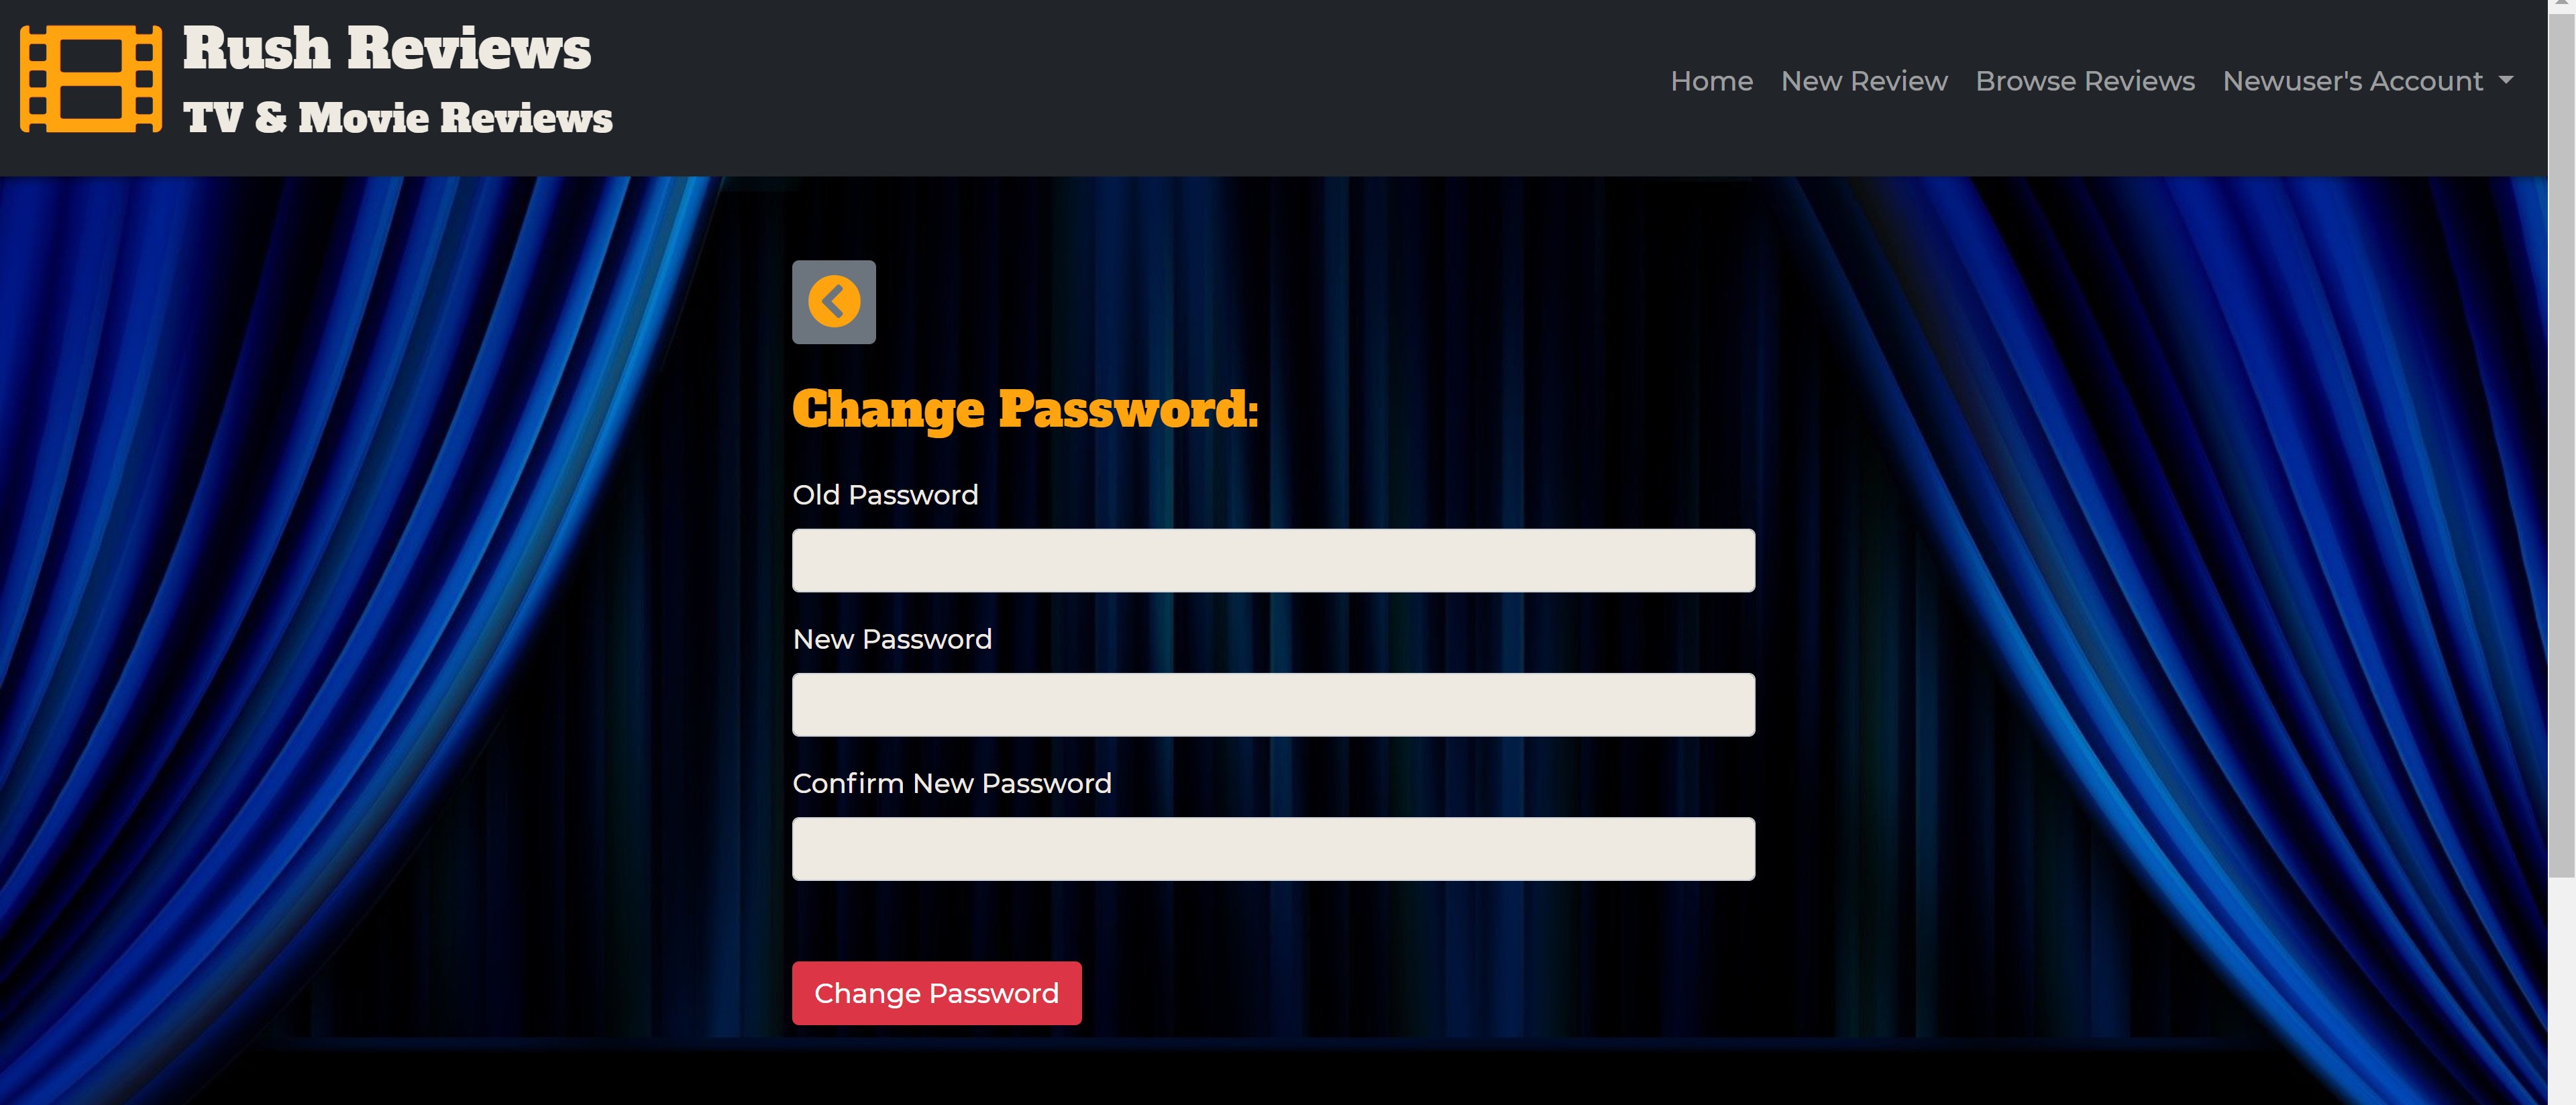 Rush Reviews
TV & Movie Reviews
Home New Review Browse Reviews Newuser's Account
Change Password:
Old Password
New Password
Confirm New Password
Change Password